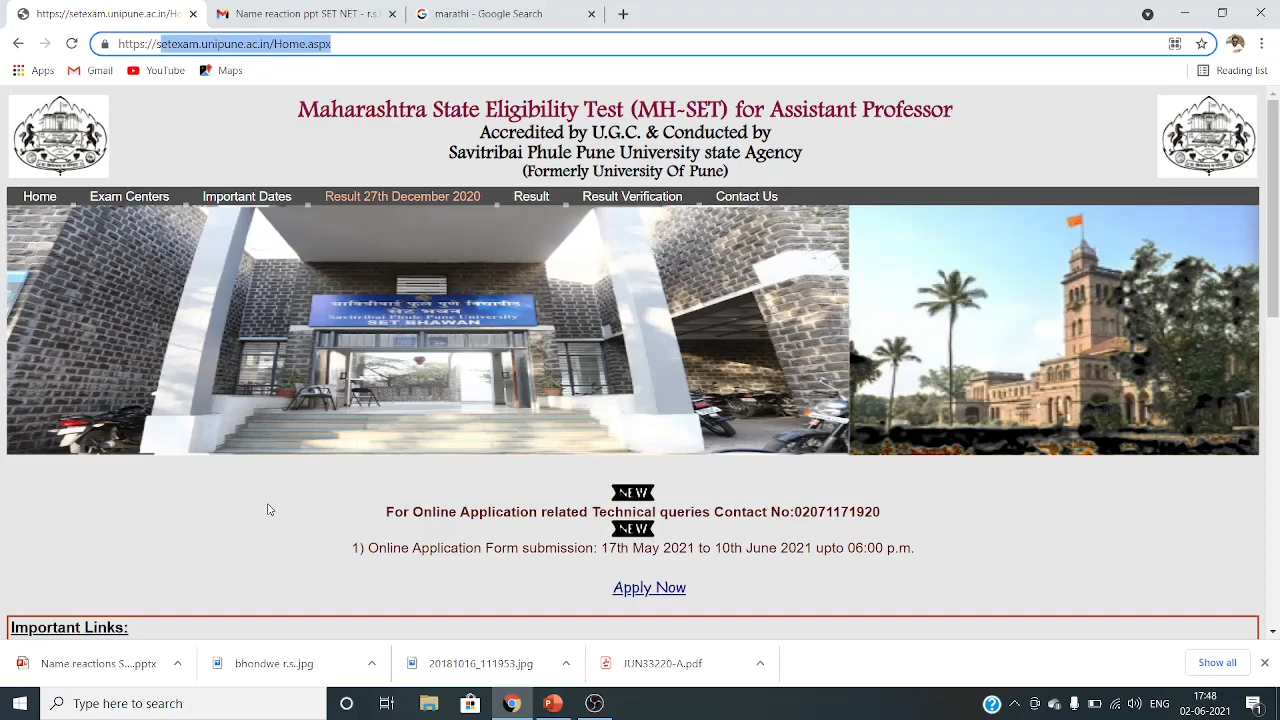 https://setexam.unipune.ac.in/Ho
Name reaction ppt SET NET - r.s.
marathi - Google Search
https://setexam.unipune.ac.in/Home.aspx
Apps
Gmail
YouTube
Maps
Reading list
Maharashtra State Eligibility Test (MH-SET) for Assistant Professor
Accredited by U.G.C. & Conducted by
Savitribai Phule Pune University state Agency
(Formerly University Of Pune)
Home Exam Centers Important Dates Result 27th December 2020 Result Result Verification Contact Us
सावित्रीबाई फुले पुणे विद्यापीठ
सेट भवन
Savitribai Phule Pune University
SET BHAWAN
NEW
For Online Application related Technical queries Contact No:02071171920
NEW
1) Online Application Form submission: 17th May 2021 to 10th June 2021 upto 06:00 p.m.
Apply Now
Important Links:
Name reactions S....pptx
bhondwe r.s.jpg
20181016_111953.jpg
JUN33220-A.pdf
Show all
Type here to search
ENG
17:48
02-06-2021
1